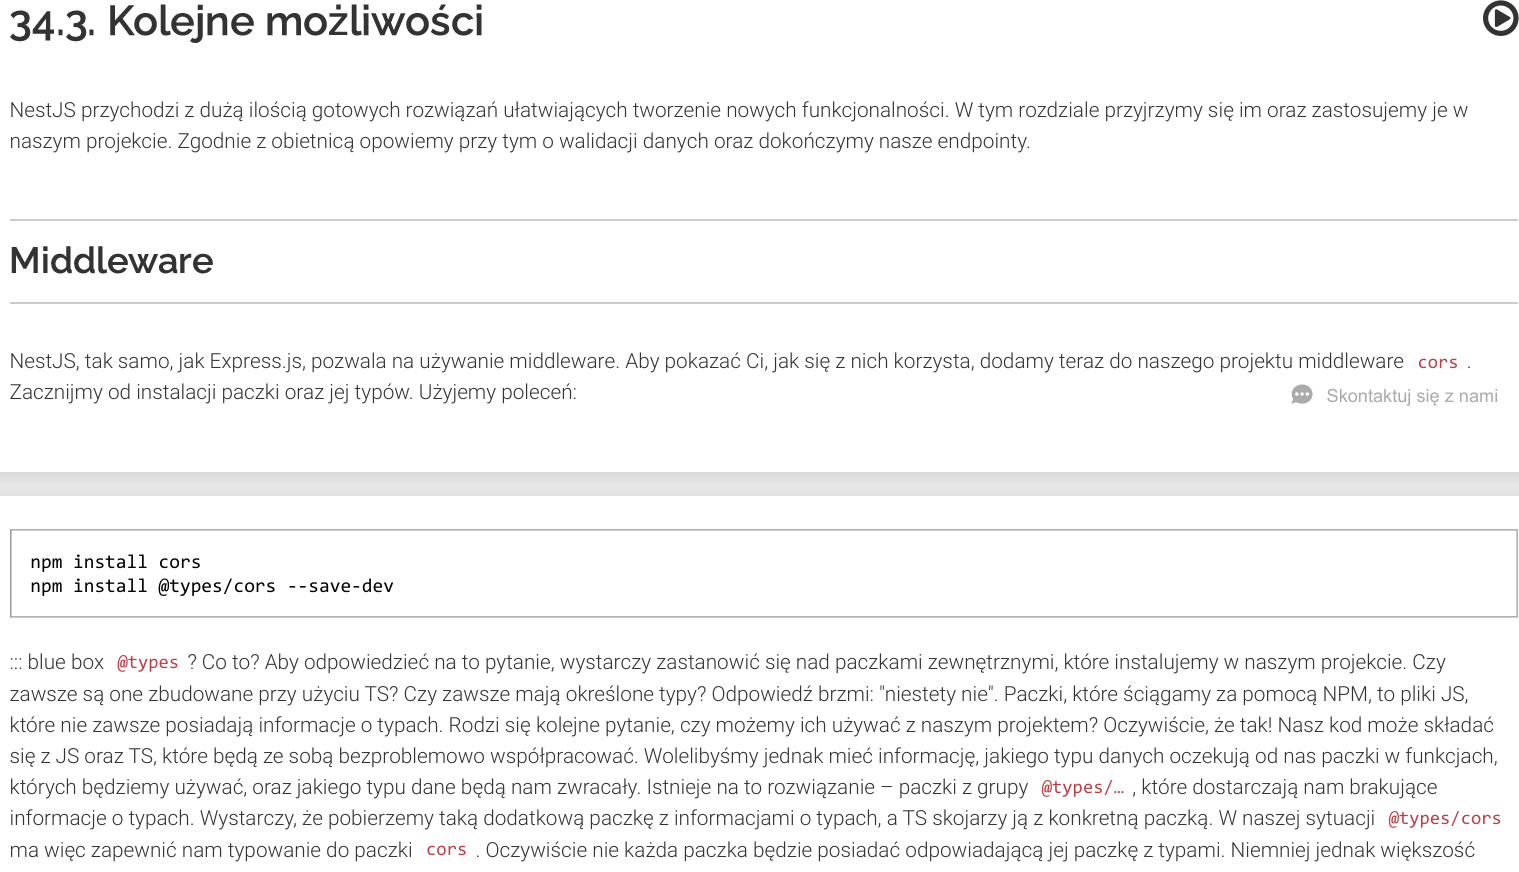 34.3. Kolejne możliwości
NestJS przychodzi z dużą ilością gotowych rozwiązań ułatwiających tworzenie nowych funkcjonalności. W tym rozdziale przyjrzymy się im oraz zastosujemy je w
naszym projekcie. Zgodnie z obietnicą opowiemy przy tym o walidacji danych oraz dokończymy nasze endpointy.
Middleware
NestJS, tak samo, jak Express.js, pozwala na używanie middleware. Aby pokazać Ci, jak się z nich korzysta, dodamy teraz do naszego projektu middleware cors .
Zacznijmy od instalacji paczki oraz jej typów. Użyjemy poleceń:
Skontaktuj się z nami
npm install cors
npm install @types/cors --save-dev
::: blue box @types ? Co to? Aby odpowiedzieć na to pytanie, wystarczy zastanowić się nad paczkami zewnętrznymi, które instalujemy w naszym projekcie. Czy
zawsze są one zbudowane przy użyciu TS? Czy zawsze mają określone typy? Odpowiedź brzmi: "niestety nie". Paczki, które ściągamy za pomocą NPM, to pliki JS,
które nie zawsze posiadają informacje o typach. Rodzi się kolejne pytanie, czy możemy ich używać z naszym projektem? Oczywiście, że tak! Nasz kod może składać
się z JS oraz TS, które będą ze sobą bezproblemowo współpracować. Wolelibyśmy jednak mieć informację, jakiego typu danych oczekują od nas paczki w funkcjach,
których będziemy używać, oraz jakiego typu dane będą nam zwracały. Istnieje na to rozwiązanie – paczki z grupy @types/… , które dostarczają nam brakujące
informacje o typach. Wystarczy, że pobierzemy taką dodatkową paczkę z informacjami o typach, a TS skojarzy ją z konkretną paczką. W naszej sytuacji @types/cors
ma więc zapewnić nam typowanie do paczki cors . Oczywiście nie każda paczka będzie posiadać odpowiadającą jej paczkę z typami. Niemniej jednak większość